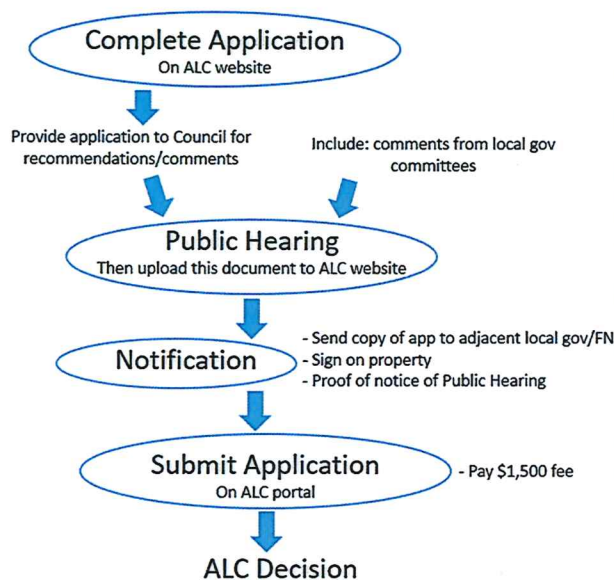 Complete Application
On ALC website
Provide application to Council for
recommendations/comments
Include: comments from local gov
committees
Public Hearing
Then upload this document to ALC website
Notification
- Send copy of app to adjacent local gov/FN
- Sign on property
- Proof of notice of Public Hearing
Submit Application
On ALC portal
- Pay $1,500 fee
ALC Decision